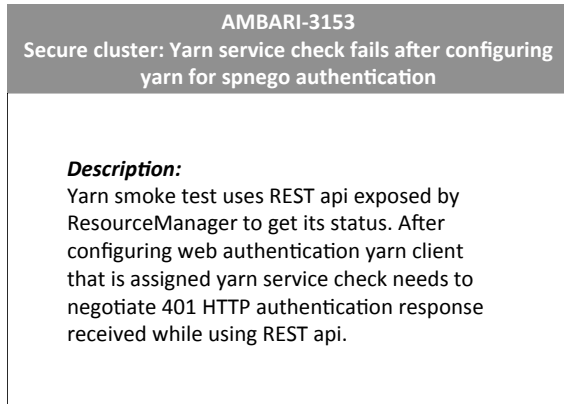 AMBARI-3153
Secure cluster: Yarn service check fails after configuring
yarn for spnego authentication
Description:
Yarn smoke test uses REST api exposed by
ResourceManager to get its status. After
configuring web authentication yarn client
that is assigned yarn service check needs to
negotiate 401 HTTP authentication response
received while using REST api.